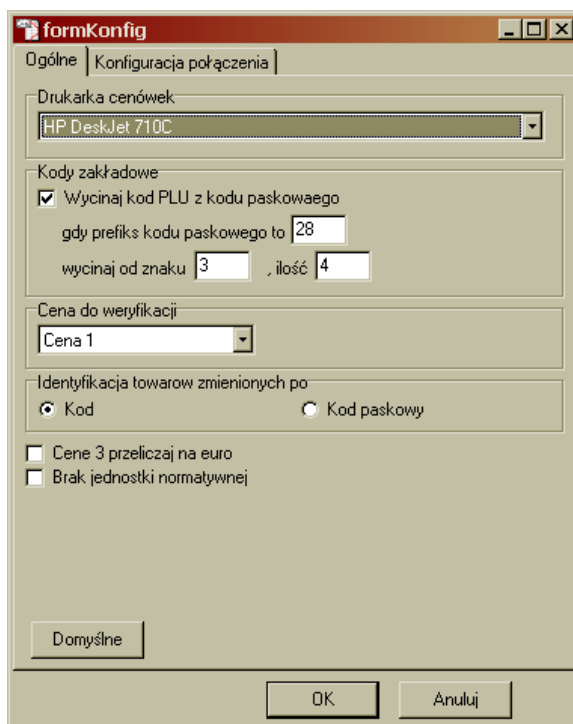 formKonfig
Ogólne Konfiguracja połączenia
Drukarka cenówek
HP DeskJet 710C
Kody zakładowe
Wycinaj kod PLU z kodu paskowaego
gdy prefiks kodu paskowego to 28
wycinaj od znaku 3 , ilość 4
Cena do weryfikacji
Cena 1
Identyfikacja towarow zmienionych po
Kod Kod paskowy
Cene 3 przeliczaj na euro
Brak jednostki normatywnej
Domyślne
OK Anuluj